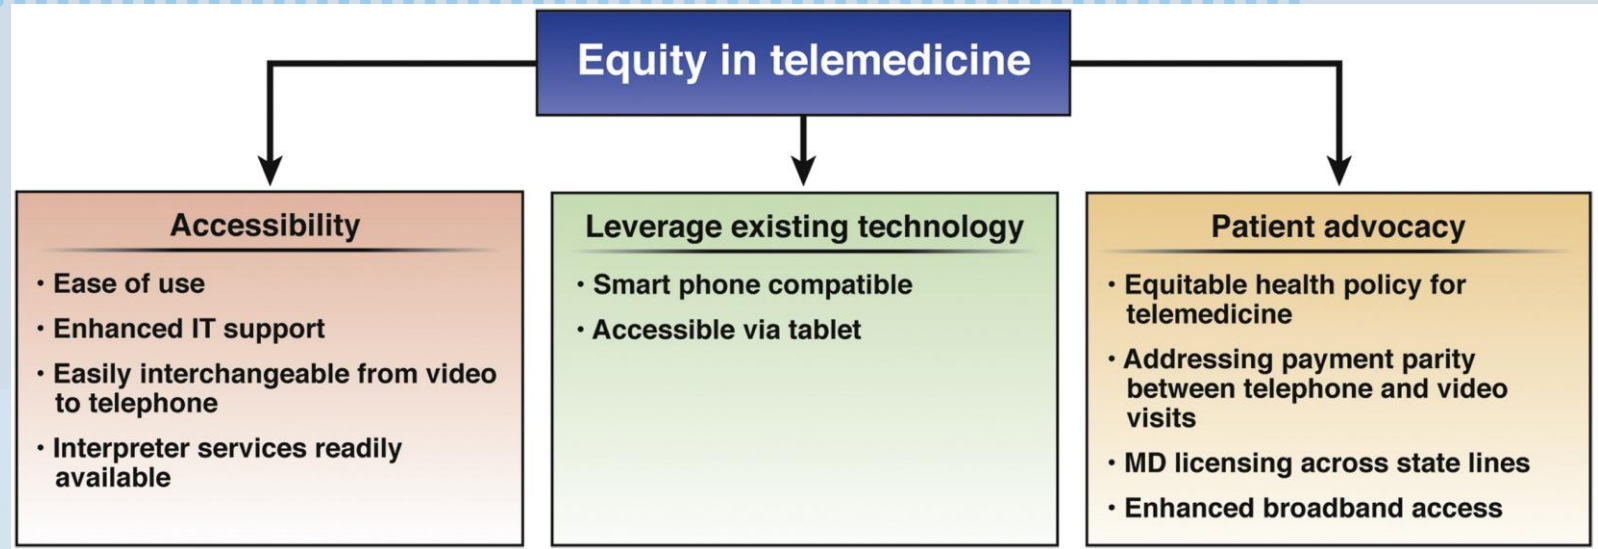 Equity in telemedicine
Accessibility
· Ease of use
· Enhanced IT support
· Easily interchangeable from video
to telephone
· Interpreter services readily
available
Leverage existing technology
· Smart phone compatible
· Accessible via tablet
Patient advocacy
· Equitable health policy for
telemedicine
· Addressing payment parity
between telephone and video
visits
· MD licensing across state lines
· Enhanced broadband access